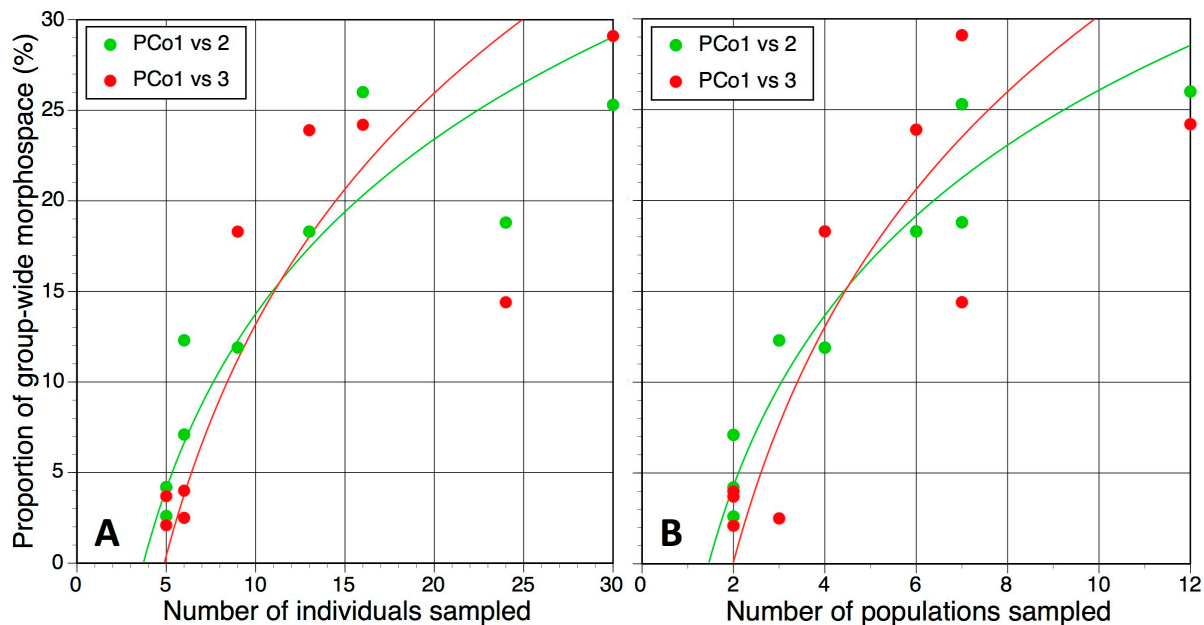 Proportion of group-wide morphospace (%)
30
25
20
15
10
5
0
PCo1 vs 2
PCo1 vs 3
A
0 5 10 15 20 25 30
Number of individuals sampled
PCo1 vs 2
PCo1 vs 3
B
0 2 4 6 8 10 12
Number of populations sampled